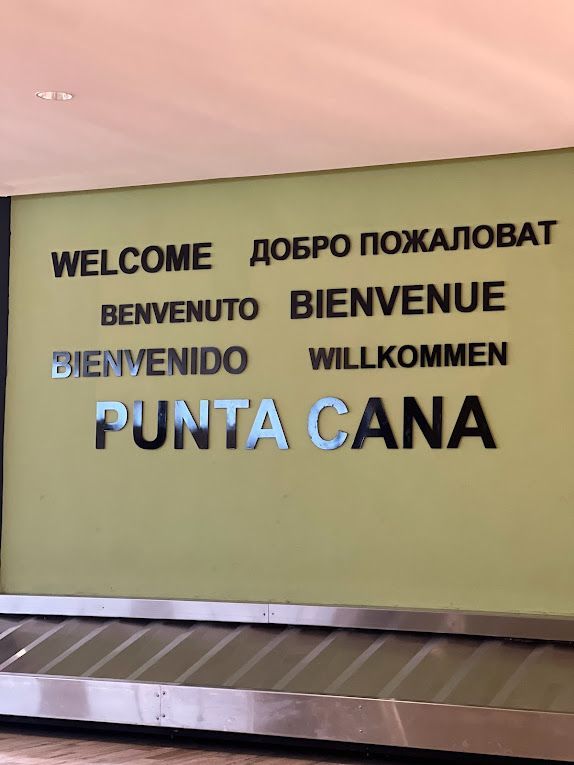 WELCOME ДОБРО ПОЖАЛОВАТ
BENVENUTO BIENVENUE
BIENVENIDO WILLKOMMEN
PUNTA CANA